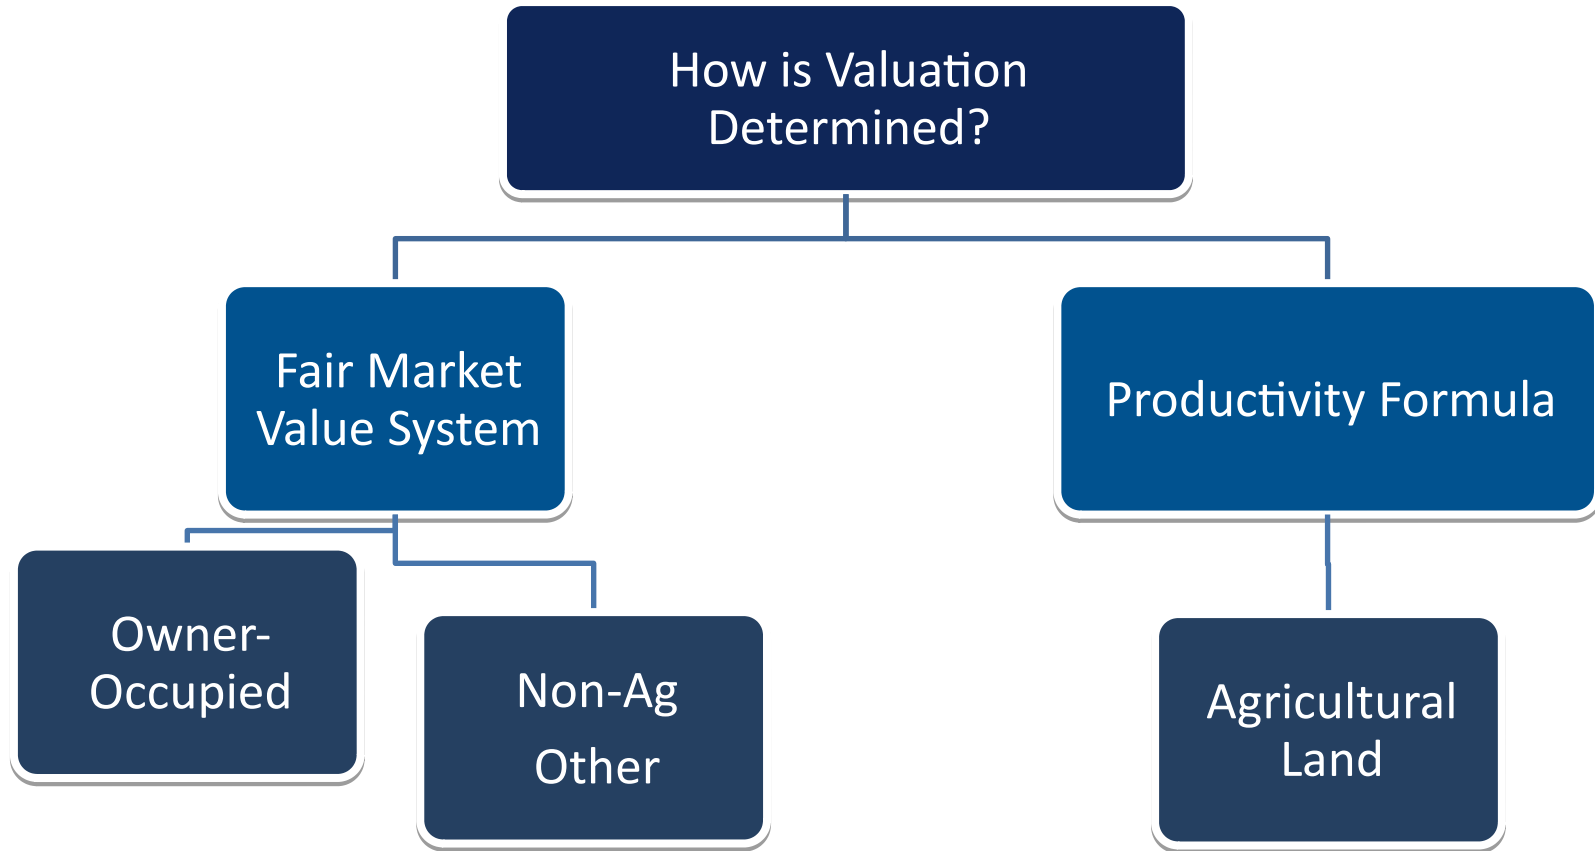 How is Valuation
Determined?
Fair Market
Value System
Productivity Formula
Owner-
Occupied
Non-Ag
Other
Agricultural
Land